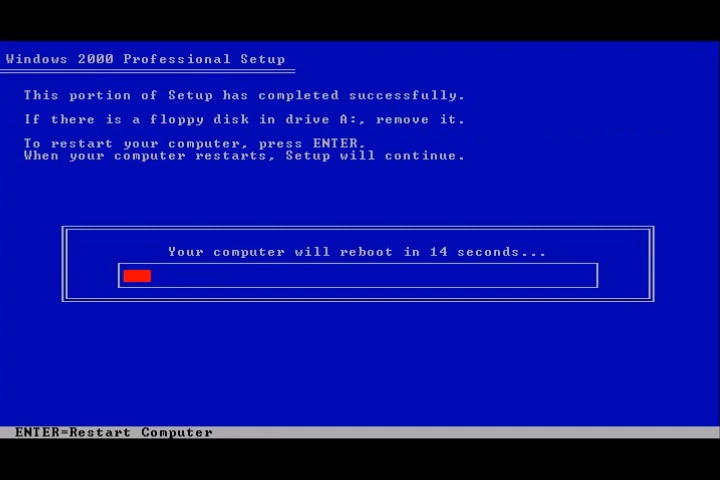 Windows 2000 Professional Setup
This portion of Setup has completed successfully.
If there is a floppy disk in drive A:, remove it.
To restart your computer, press ENTER.
When your computer restarts, Setup will continue.
Your computer will reboot in 14 seconds...
ENTER=Restart Computer